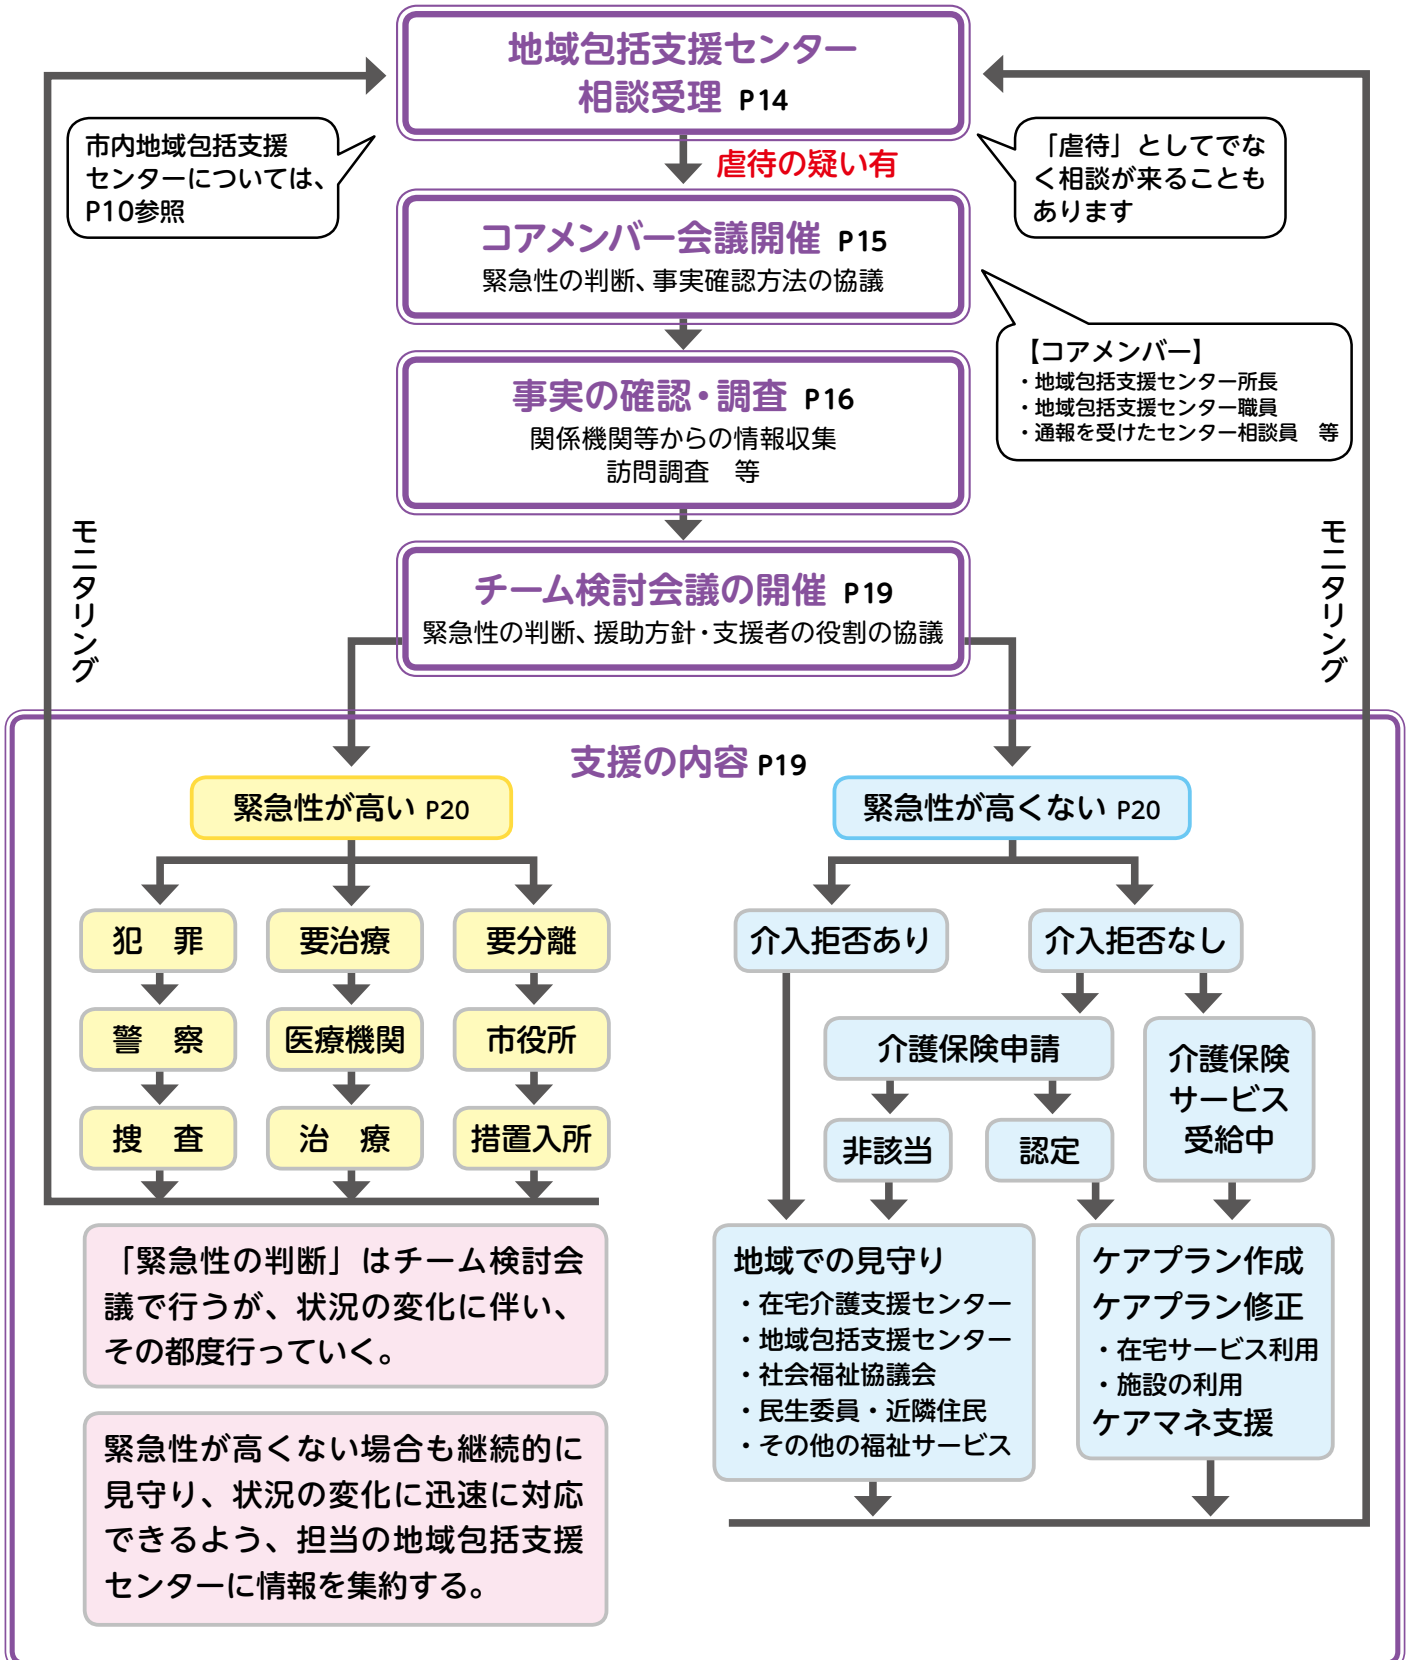 地域包括支援センター
相談受理 P14
市内地域包括支援
センターについては、
P10参照
虐待の疑い有
「虐待」としてでな
く相談が来ることも
あります
コアメンバー会議開催 P15
緊急性の判断、事実確認方法の協議
【コアメンバー】
・地域包括支援センター所長
・地域包括支援センター職員
・通報を受けたセンター相談員　等
事実の確認・調査 P16
関係機関等からの情報収集
訪問調査　等
モニタリング
モニタリング
チーム検討会議の開催 P19
緊急性の判断、援助方針・支援者の役割の協議
支援の内容 P19
緊急性が高い P20
緊急性が高くない P20
犯　罪
要治療
要分離
警　察
医療機関
市役所
捜　査
治　療
措置入所
介入拒否あり
介入拒否なし
介護保険申請
介護保険
サービス
受給中
非該当
認定
「緊急性の判断」はチーム検討会
議で行うが、状況の変化に伴い、
その都度行っていく。
緊急性が高くない場合も継続的に
見守り、状況の変化に迅速に対応
できるよう、担当の地域包括支援
センターに情報を集約する。
地域での見守り
・在宅介護支援センター
・地域包括支援センター
・社会福祉協議会
・民生委員・近隣住民
・その他の福祉サービス
ケアプラン作成
ケアプラン修正
・在宅サービス利用
・施設の利用
ケアマネ支援